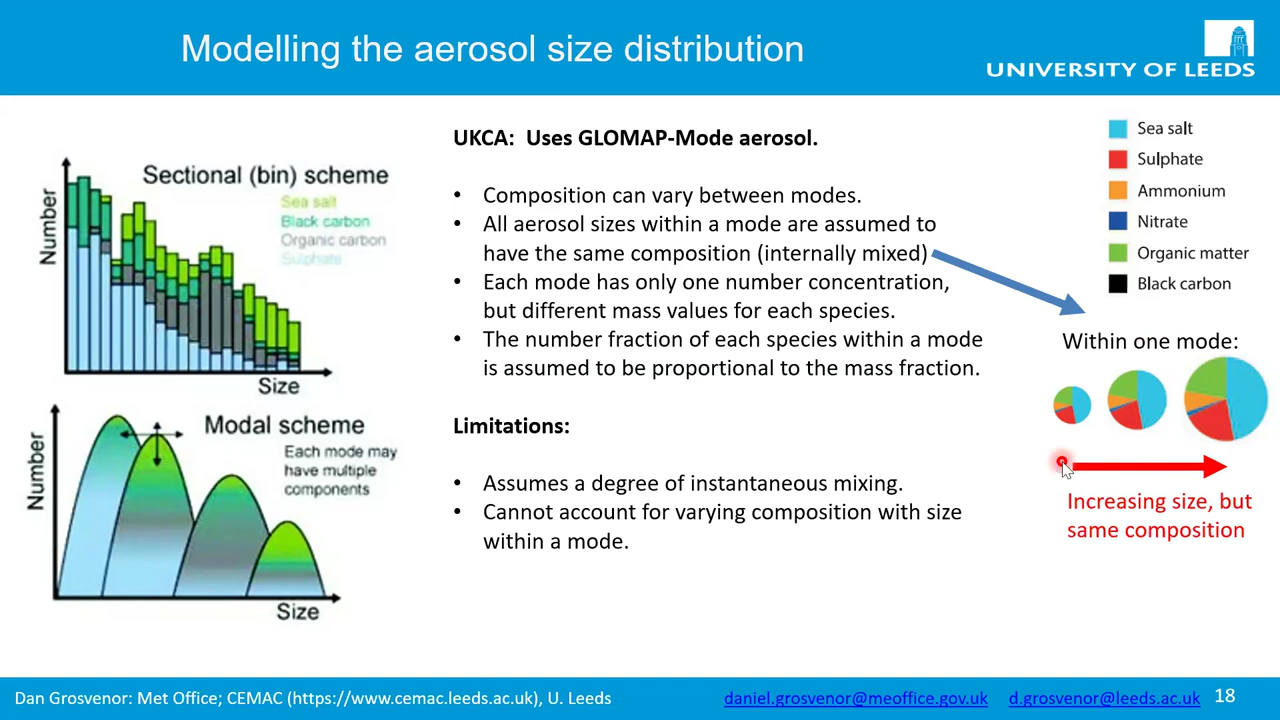 Modelling the aerosol size distribution
UNIVERSITY OF LEEDS
Sectional (bin) scheme
Sea salt
Black carbon
Organic carbon
Sulphate
Number
Size
Modal scheme
Each mode may
have multiple
components
Number
Size
UKCA: Uses GLOMAP-Mode aerosol.
• Composition can vary between modes.
• All aerosol sizes within a mode are assumed to
have the same composition (internally mixed)
• Each mode has only one number concentration,
but different mass values for each species.
• The number fraction of each species within a mode
is assumed to be proportional to the mass fraction.
Limitations:
• Assumes a degree of instantaneous mixing.
• Cannot account for varying composition with size
within a mode.
Sea salt
Sulphate
Ammonium
Nitrate
Organic matter
Black carbon
Within one mode:
Increasing size, but
same composition
Dan Grosvenor: Met Office; CEMAC (https://www.cemac.leeds.ac.uk), U. Leeds
daniel.grosvenor@meoffice.gov.uk
d.grosvenor@leeds.ac.uk
18